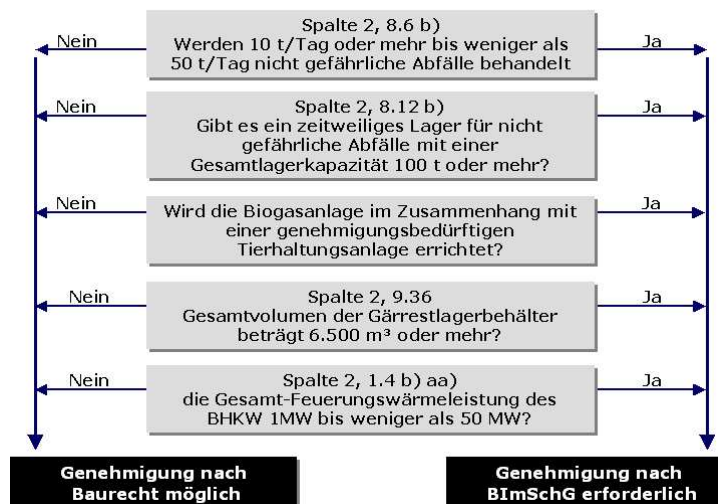 Spalte 2, 8.6 b)
Nein
Werden 10 t/Tag oder mehr bis weniger als
Ja
50 t/Tag nicht gefährliche Abfälle behandelt
Spalte 2, 8.12 b)
Nein
Gibt es ein zeitweiliges Lager für nicht
Ja
gefährliche Abfälle mit einer
Gesamtlagerkapazität 100 t oder mehr?
Nein
Wird die Biogasanlage im Zusammenhang mit
Ja
einer genehmigungsbedürftigen
Tierhaltungsanlage errichtet?
Spalte 2, 9.36
Nein
Gesamtvolumen der Gärrestlagerbehälter
Ja
beträgt 6.500 m³ oder mehr?
Spalte 2, 1.4 b) aa)
Nein
die Gesamt-Feuerungswärmeleistung des
Ja
BHKW 1MW bis weniger als 50 MW?
Genehmigung nach
Baurecht möglich
Genehmigung nach
BImSchG erforderlich